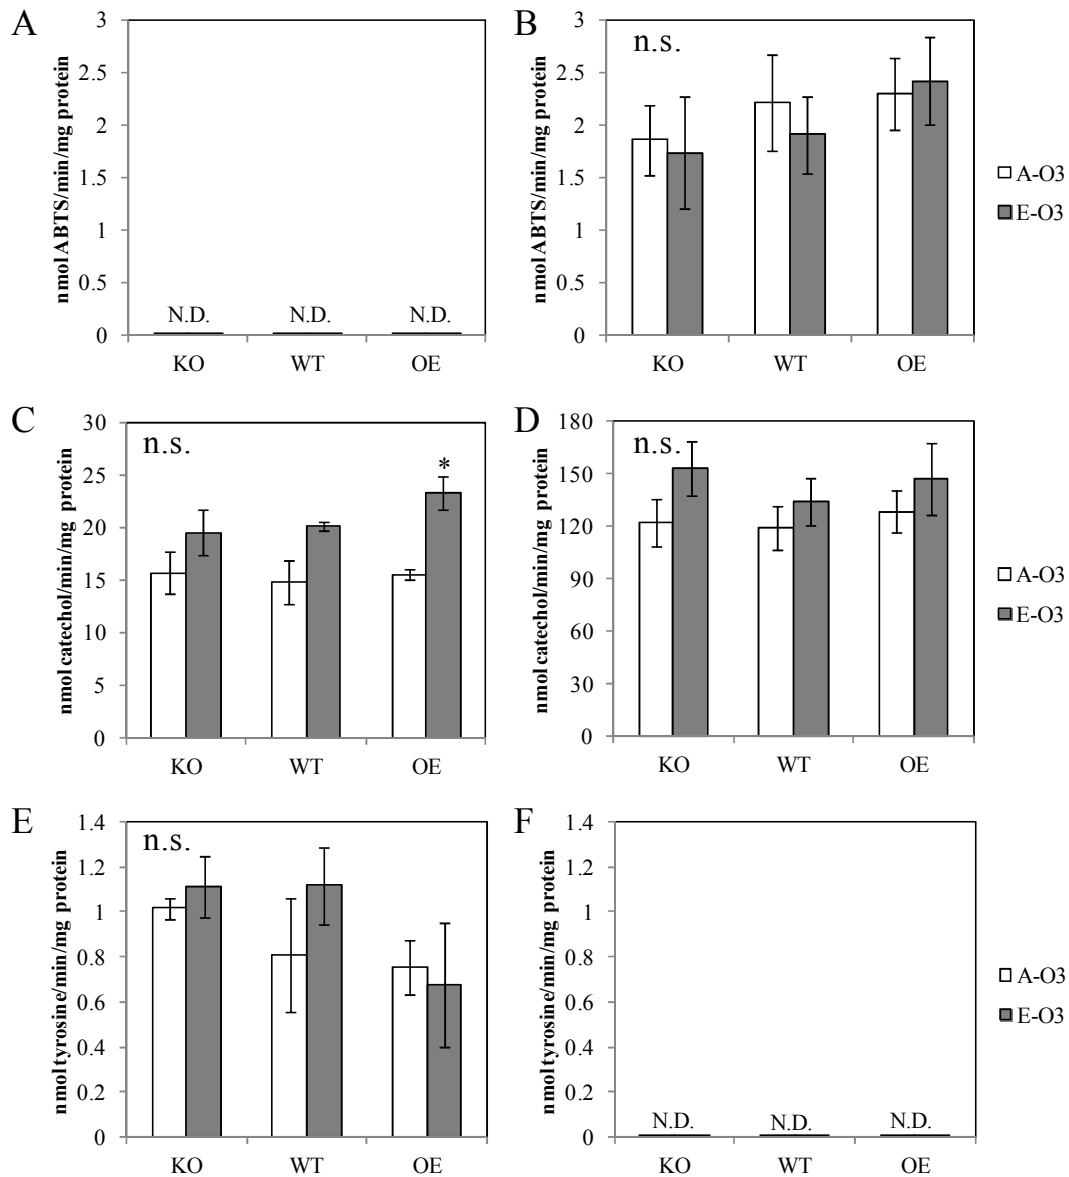 A
nmol ABTS/min/mg protein
3
2.5
2
1.5
1
0.5
0
N.D.
N.D.
N.D.
KO
WT
OE
B
n.s.
nmol ABTS/min/mg protein
3
2.5
2
1.5
1
0.5
0
KO
WT
OE
A-O3
E-O3
C
n.s.
nmol catechol/min/mg protein
30
25
20
15
10
5
0
*
KO
WT
OE
D
n.s.
nmol catechol/min/mg protein
180
150
120
90
60
30
0
KO
WT
OE
A-O3
E-O3
E
n.s.
nmol tyrosine/min/mg protein
1.4
1.2
1
0.8
0.6
0.4
0.2
0
KO
WT
OE
F
nmol tyrosine/min/mg protein
1.4
1.2
1
0.8
0.6
0.4
0.2
0
N.D.
N.D.
N.D.
KO
WT
OE
A-O3
E-O3